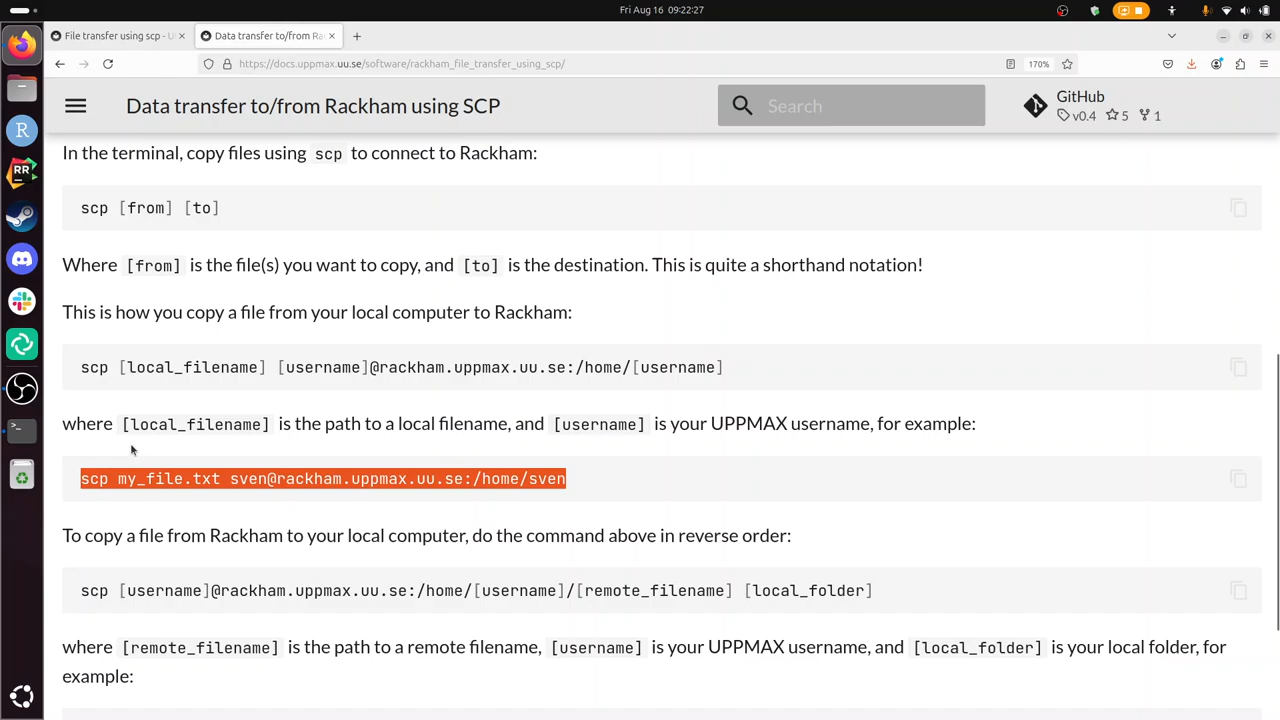 Fri Aug 16 09:22:27
File transfer using scp - U
Data transfer to/from Ra
https://docs.uppmax.uu.se/software/rackham_file_transfer_using_scp/
170%
Data transfer to/from Rackham using SCP
Search
GitHub
v0.4 5 1
In the terminal, copy files using scp to connect to Rackham:
scp [from] [to]
Where [from] is the file(s) you want to copy, and [to] is the destination. This is quite a shorthand notation!
This is how you copy a file from your local computer to Rackham:
scp [local_filename] [username]@rackham.uppmax.uu.se:/home/[username]
where [local_filename] is the path to a local filename, and [username] is your UPPMAX username, for example:
scp my_file.txt sven@rackham.uppmax.uu.se:/home/sven
To copy a file from Rackham to your local computer, do the command above in reverse order:
scp [username]@rackham.uppmax.uu.se:/home/[username]/[remote_filename] [local_folder]
where [remote_filename] is the path to a remote filename, [username] is your UPPMAX username, and [local_folder] is your local folder, for
example: